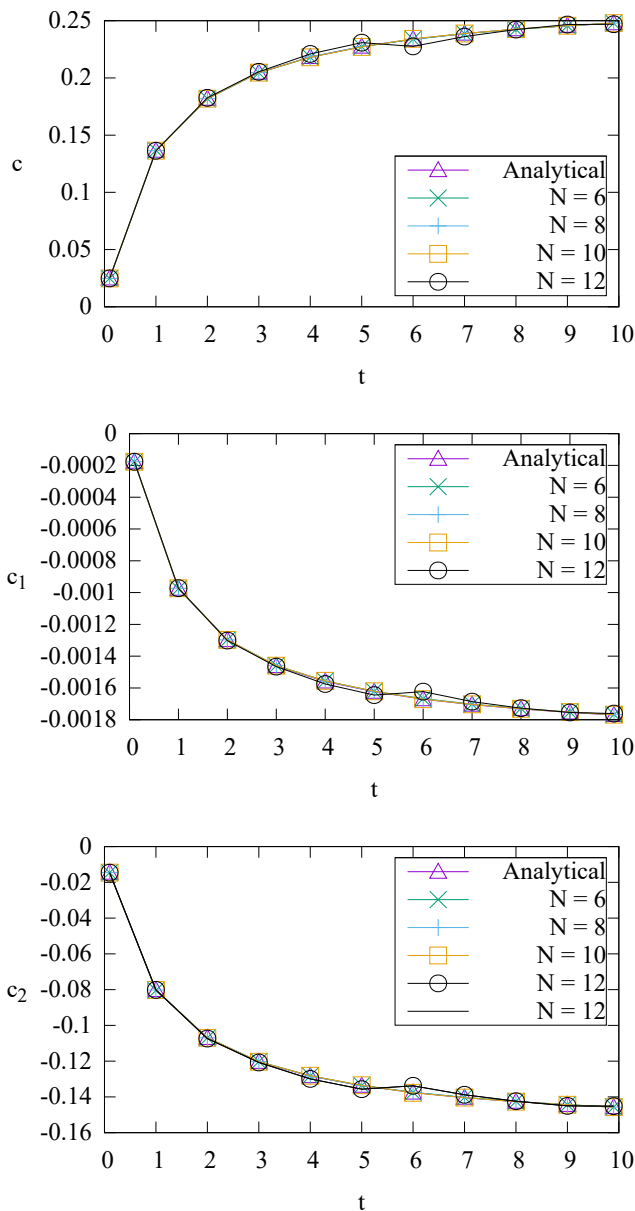 0.25
0.2
0.15
c
0.1
0.05
0
Analytical
N = 6
N = 8
N = 10
N = 12
0 1 2 3 4 5 6 7 8 9 10
t
0
-0.0002
-0.0004
-0.0006
-0.0008
c1
-0.001
-0.0012
-0.0014
-0.0016
-0.0018
Analytical
N = 6
N = 8
N = 10
N = 12
0 1 2 3 4 5 6 7 8 9 10
t
0
-0.02
-0.04
-0.06
-0.08
c2
-0.1
-0.12
-0.14
-0.16
Analytical
N = 6
N = 8
N = 10
N = 12
N = 12
0 1 2 3 4 5 6 7 8 9 10
t